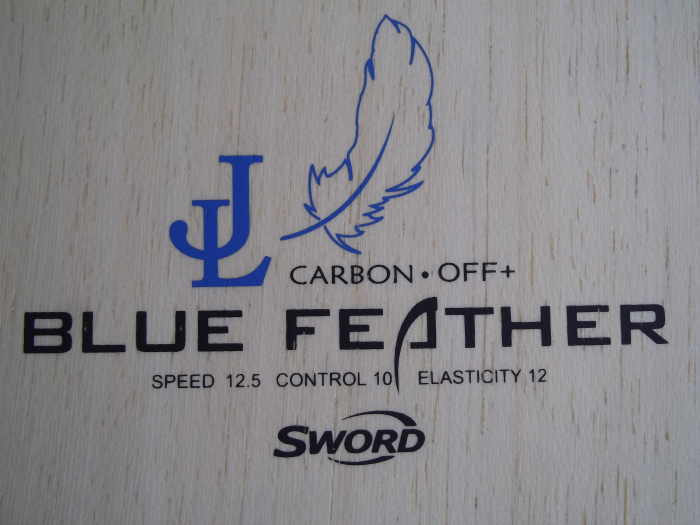 JL
CARBON • OFF+
BLUE FEATHER
SPEED 12.5 CONTROL 10 ELASTICITY 12
SWORD